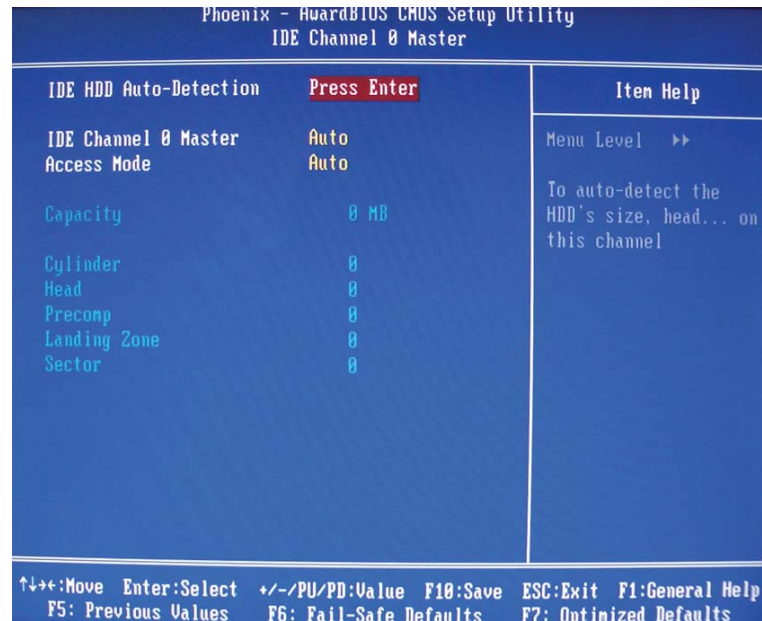 Phoenix - AwardBIOS CMOS Setup Utility
IDE Channel 0 Master
IDE HDD Auto-Detection Press Enter
IDE Channel 0 Master Auto
Access Mode Auto
Capacity 0 MB
Cylinder 0
Head 0
Precomp 0
Landing Zone 0
Sector 0
Item Help
Menu Level ▸▸
To auto-detect the
HDD's size, head... on
this channel
↑↓→←:Move Enter:Select +/-/PU/PD:Value F10:Save ESC:Exit F1:General Help
F5: Previous Values F6: Fail-Safe Defaults F7: Optimized Defaults